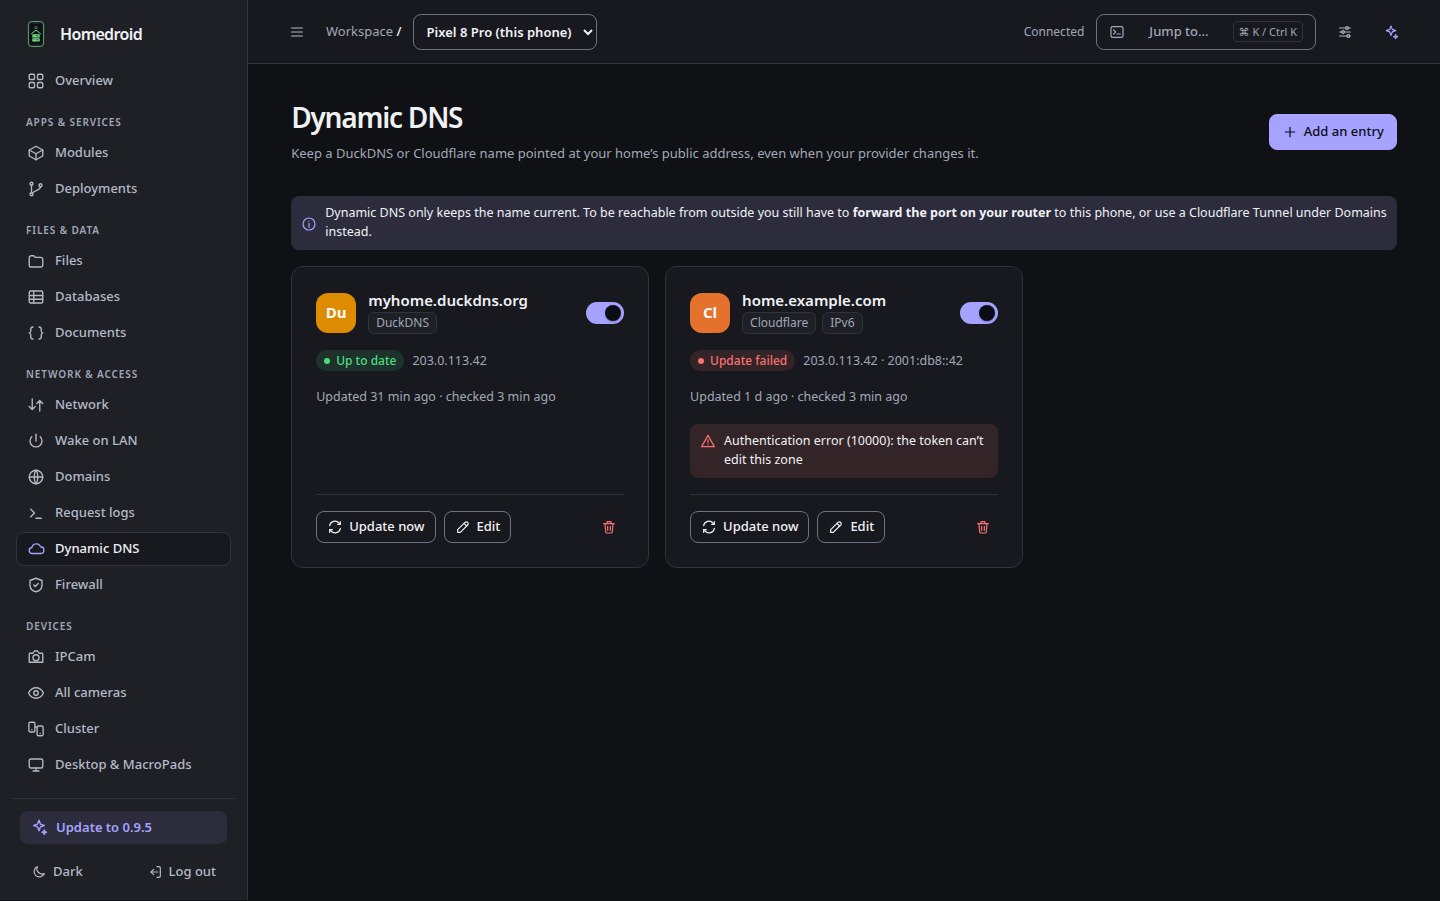 Homedroid
Overview
APPS & SERVICES
Modules
Deployments
FILES & DATA
Files
Databases
Documents
NETWORK & ACCESS
Network
Wake on LAN
Domains
Request logs
Dynamic DNS
Firewall
DEVICES
IPCam
All cameras
Cluster
Desktop & MacroPads
Update to 0.9.5
Dark
Log out
Workspace /
Pixel 8 Pro (this phone)
Connected
Jump to...
⌘ K / Ctrl K
Dynamic DNS
Keep a DuckDNS or Cloudflare name pointed at your home’s public address, even when your provider changes it.
Add an entry
Dynamic DNS only keeps the name current. To be reachable from outside you still have to forward the port on your router to this phone, or use a Cloudflare Tunnel under Domains
instead.
Du
myhome.duckdns.org
DuckDNS
Up to date
203.0.113.42
Updated 31 min ago · checked 3 min ago
Update now
Edit
Cl
home.example.com
Cloudflare
IPv6
Update failed
203.0.113.42 · 2001:db8::42
Updated 1 d ago · checked 3 min ago
Authentication error (10000): the token can’t
edit this zone
Update now
Edit